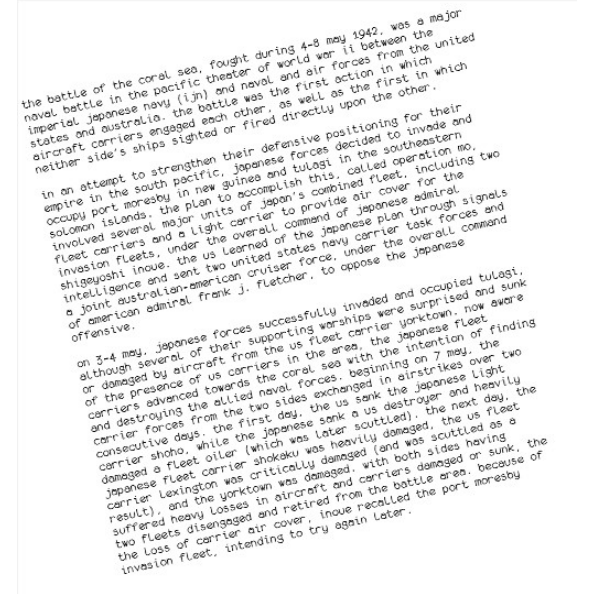 the battle of the coral sea, fought during 4-8 may 1942, was a major
naval battle in the pacific theater of world war ii between the
imperial japanese navy (ijn) and naval and air forces from the united
states and australia. the battle was the first action in which
aircraft carriers engaged each other, as well as the first in which
neither side's ships sighted or fired directly upon the other.
in an attempt to strengthen their defensive positioning for their
empire in the south pacific, japanese forces decided to invade and
occupy port moresby in new guinea and tulagi in the southeastern
solomon islands. the plan to accomplish this, called operation mo,
involved several major units of japan's combined fleet, including two
fleet carriers and a light carrier to provide air cover for the
invasion fleets, under the overall command of japanese admiral
shigeyoshi inoue. the us learned of the japanese plan through signals
intelligence and sent two united states navy carrier task forces and
a joint australian-american cruiser force, under the overall command
of american admiral frank j. fletcher, to oppose the japanese
offensive.
on 3-4 may, japanese forces successfully invaded and occupied tulagi,
although several of their supporting warships were surprised and sunk
or damaged by aircraft from the us fleet carrier yorktown. now aware
of the presence of us carriers in the area, the japanese fleet
carriers advanced towards the coral sea with the intention of finding
and destroying the allied naval forces. beginning on 7 may, the
carrier forces from the two sides exchanged in airstrikes over two
consecutive days. the first day, the us sank the japanese light
carrier shoho, while the japanese sank a us destroyer and heavily
damaged a fleet oiler (which was later scuttled). the next day, the
japanese fleet carrier shokaku was heavily damaged, the us fleet
carrier lexington was critically damaged (and was scuttled as a
result), and the yorktown was damaged. with both sides having
suffered heavy losses in aircraft and carriers damaged or sunk, the
two fleets disengaged and retired from the battle area. because of
the loss of carrier air cover, inoue recalled the port moresby
invasion fleet, intending to try again later.